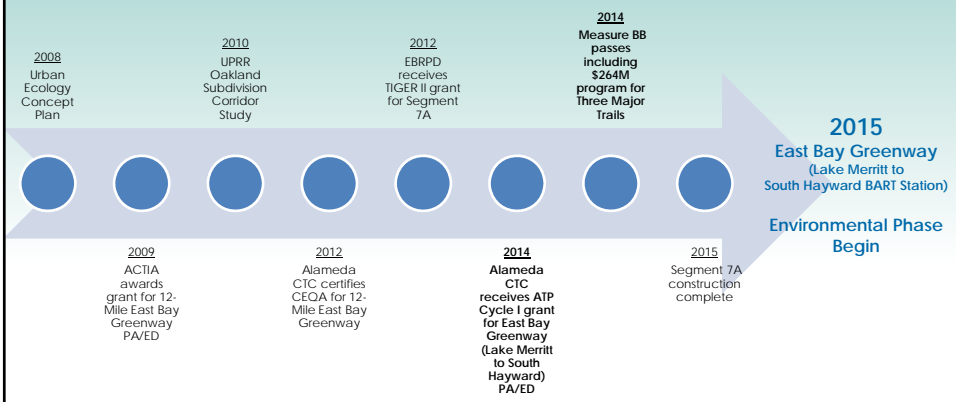 2008
Urban
Ecology
Concept
Plan
2009
ACTIA
awards
grant for 12-
Mile East Bay
Greenway
PA/ED
2010
UPRR
Oakland
Subdivision
Corridor
Study
2012
Alameda
CTC certifies
CEQA for 12-
Mile East Bay
Greenway
2012
EBRPD
receives
TIGER II grant
for Segment
7A
2014
Alameda
CTC
receives ATP
Cycle I grant
for East Bay
Greenway
(Lake Merritt
to South
Hayward)
PA/ED
2014
Measure BB
passes
including
$264M
program for
Three Major
Trails
2015
Segment 7A
construction
complete
2015
East Bay Greenway
(Lake Merritt to
South Hayward BART Station)
Environmental Phase
Begin